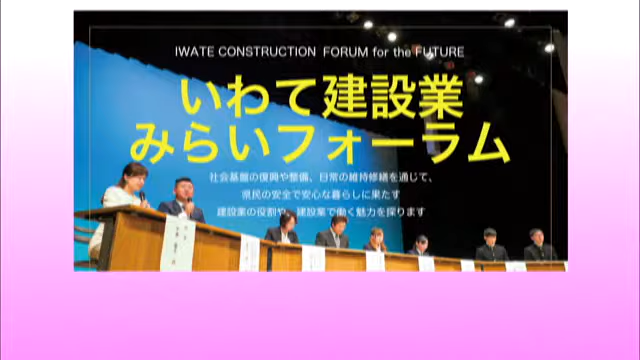 IWATE CONSTRUCTION FORUM for the FUTURE
いわて建設業
みらいフォーラム
社会基盤の復興や整備、日常の維持修繕を通じて、
県民の安全で安心な暮らしに果たす
建設業の役割や、建設業で働く魅力を探ります